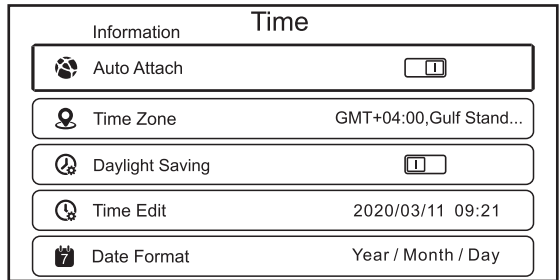 Time
Information
Auto Attach
Time Zone GMT+04:00,Gulf Stand...
Daylight Saving
Time Edit 2020/03/11 09:21
7
Date Format Year / Month / Day